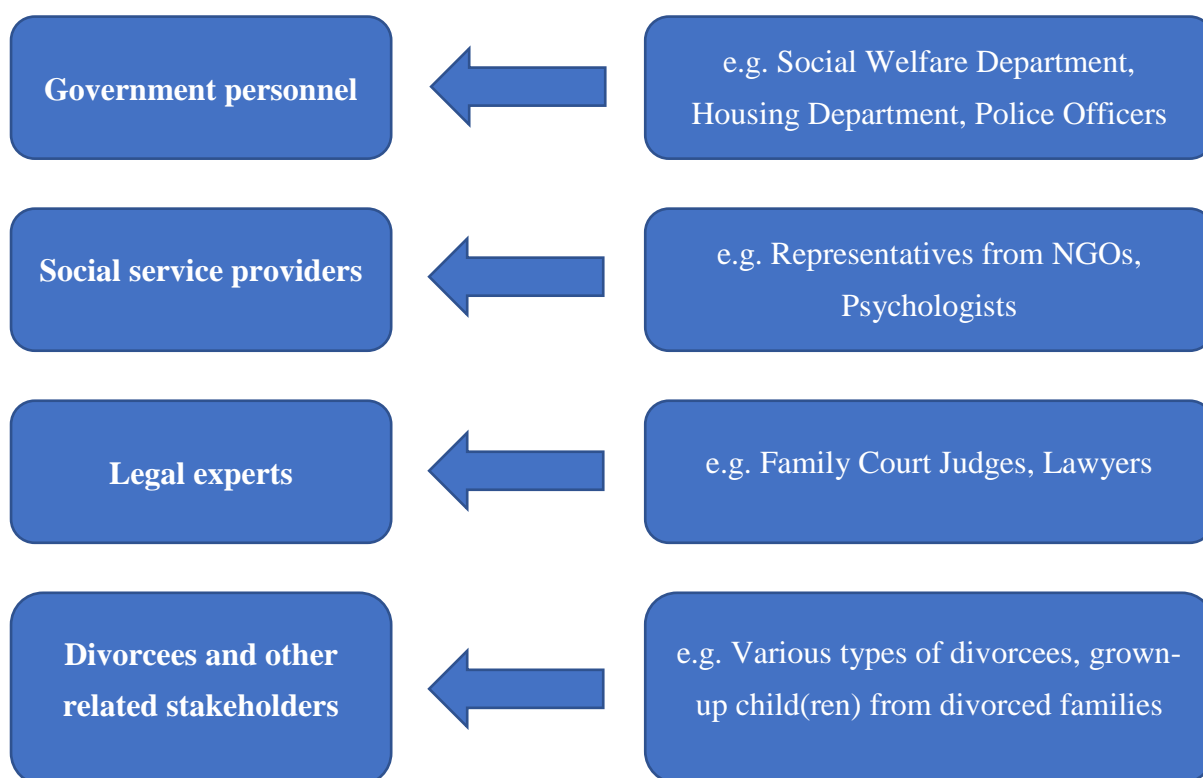 Government personnel
e.g. Social Welfare Department,
Housing Department, Police Officers
Social service providers
e.g. Representatives from NGOs,
Psychologists
Legal experts
e.g. Family Court Judges, Lawyers
Divorcees and other
related stakeholders
e.g. Various types of divorcees, grown-
up child(ren) from divorced families